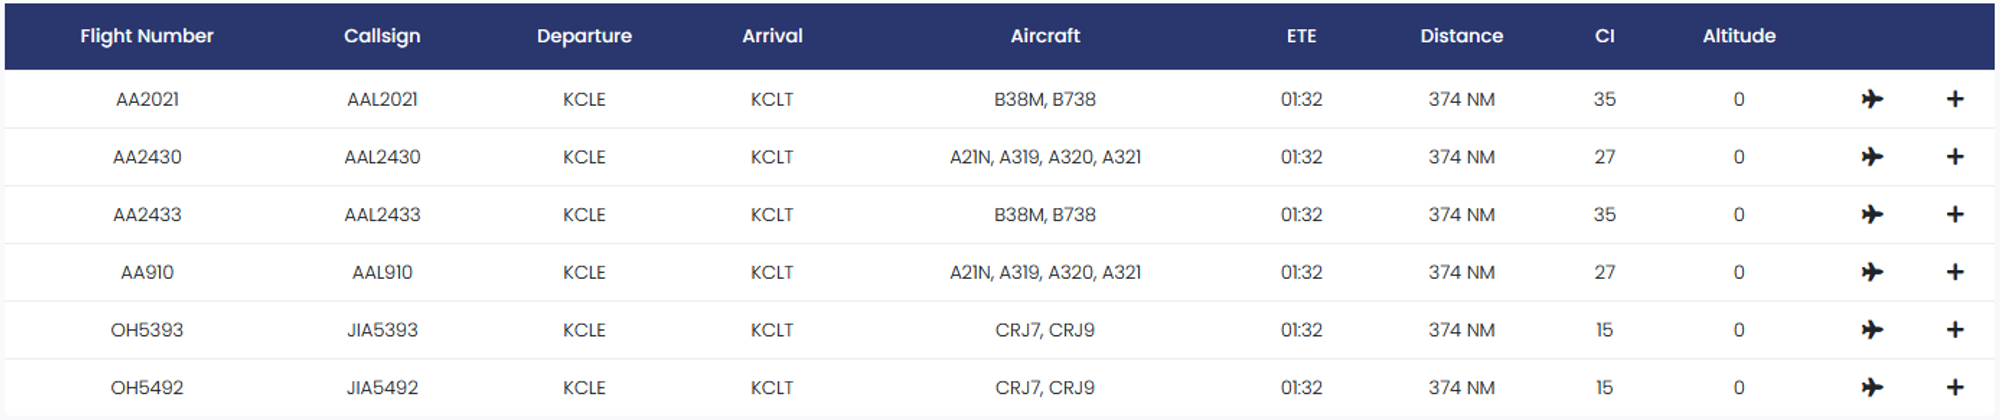 Flight Number Callsign Departure Arrival Aircraft ETE Distance CI Altitude
AA2021 AAL2021 KCLE KCLT B38M, B738 01:32 374 NM 35 0
AA2430 AAL2430 KCLE KCLT A21N, A319, A320, A321 01:32 374 NM 27 0
AA2433 AAL2433 KCLE KCLT B38M, B738 01:32 374 NM 35 0
AA910 AAL910 KCLE KCLT A21N, A319, A320, A321 01:32 374 NM 27 0
OH5393 JIA5393 KCLE KCLT CRJ7, CRJ9 01:32 374 NM 15 0
OH5492 JIA5492 KCLE KCLT CRJ7, CRJ9 01:32 374 NM 15 0